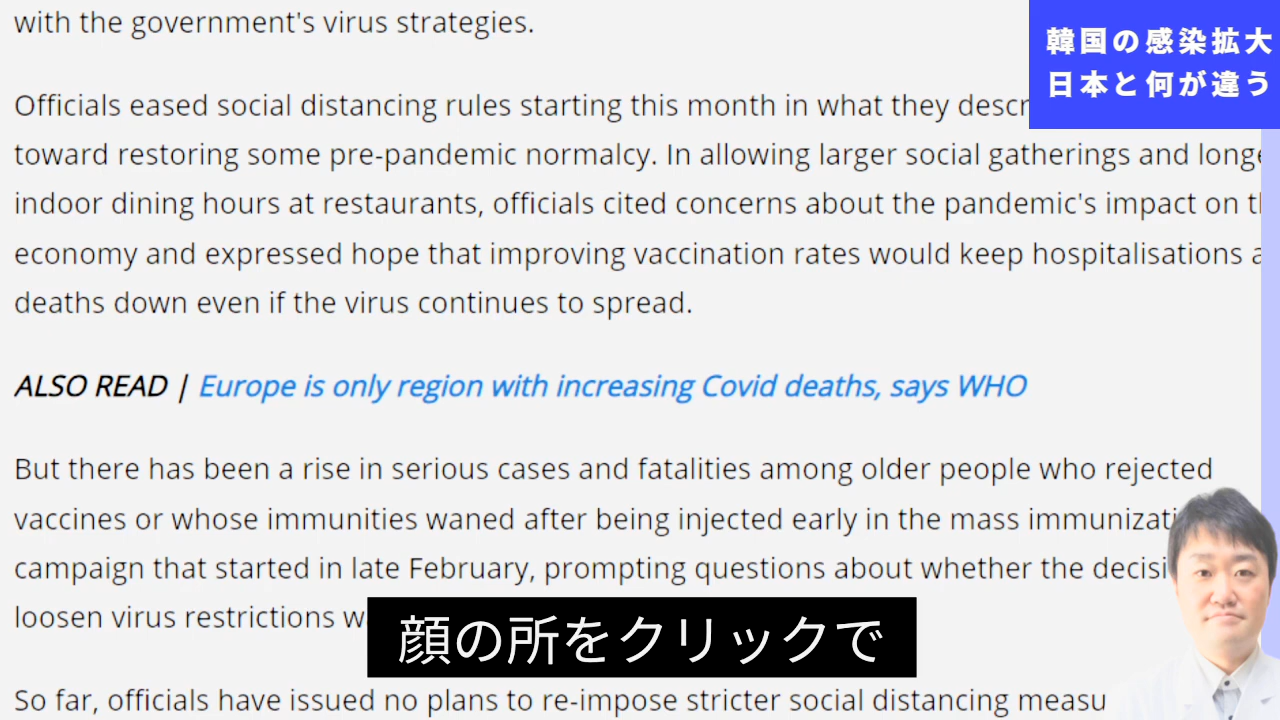 with the government's virus strategies.
韓国の感染拡大
日本と何が違う
Officials eased social distancing rules starting this month in what they
toward restoring some pre-pandemic normalcy. In allowing larger social gatherings and
indoor dining hours at restaurants, officials cited concerns about the pandemic's impact on
economy and expressed hope that improving vaccination rates would keep hospitalisations
deaths down even if the virus continues to spread.
ALSO READ | Europe is only region with increasing Covid deaths, says WHO
But there has been a rise in serious cases and fatalities among older people who rejected
vaccines or whose immunities waned after being injected early in the mass
campaign that started in late February, prompting questions about whether the
loosen virus restrictions
顔の所をクリックで
So far, officials have issued no plans to re-impose stricter social distancing